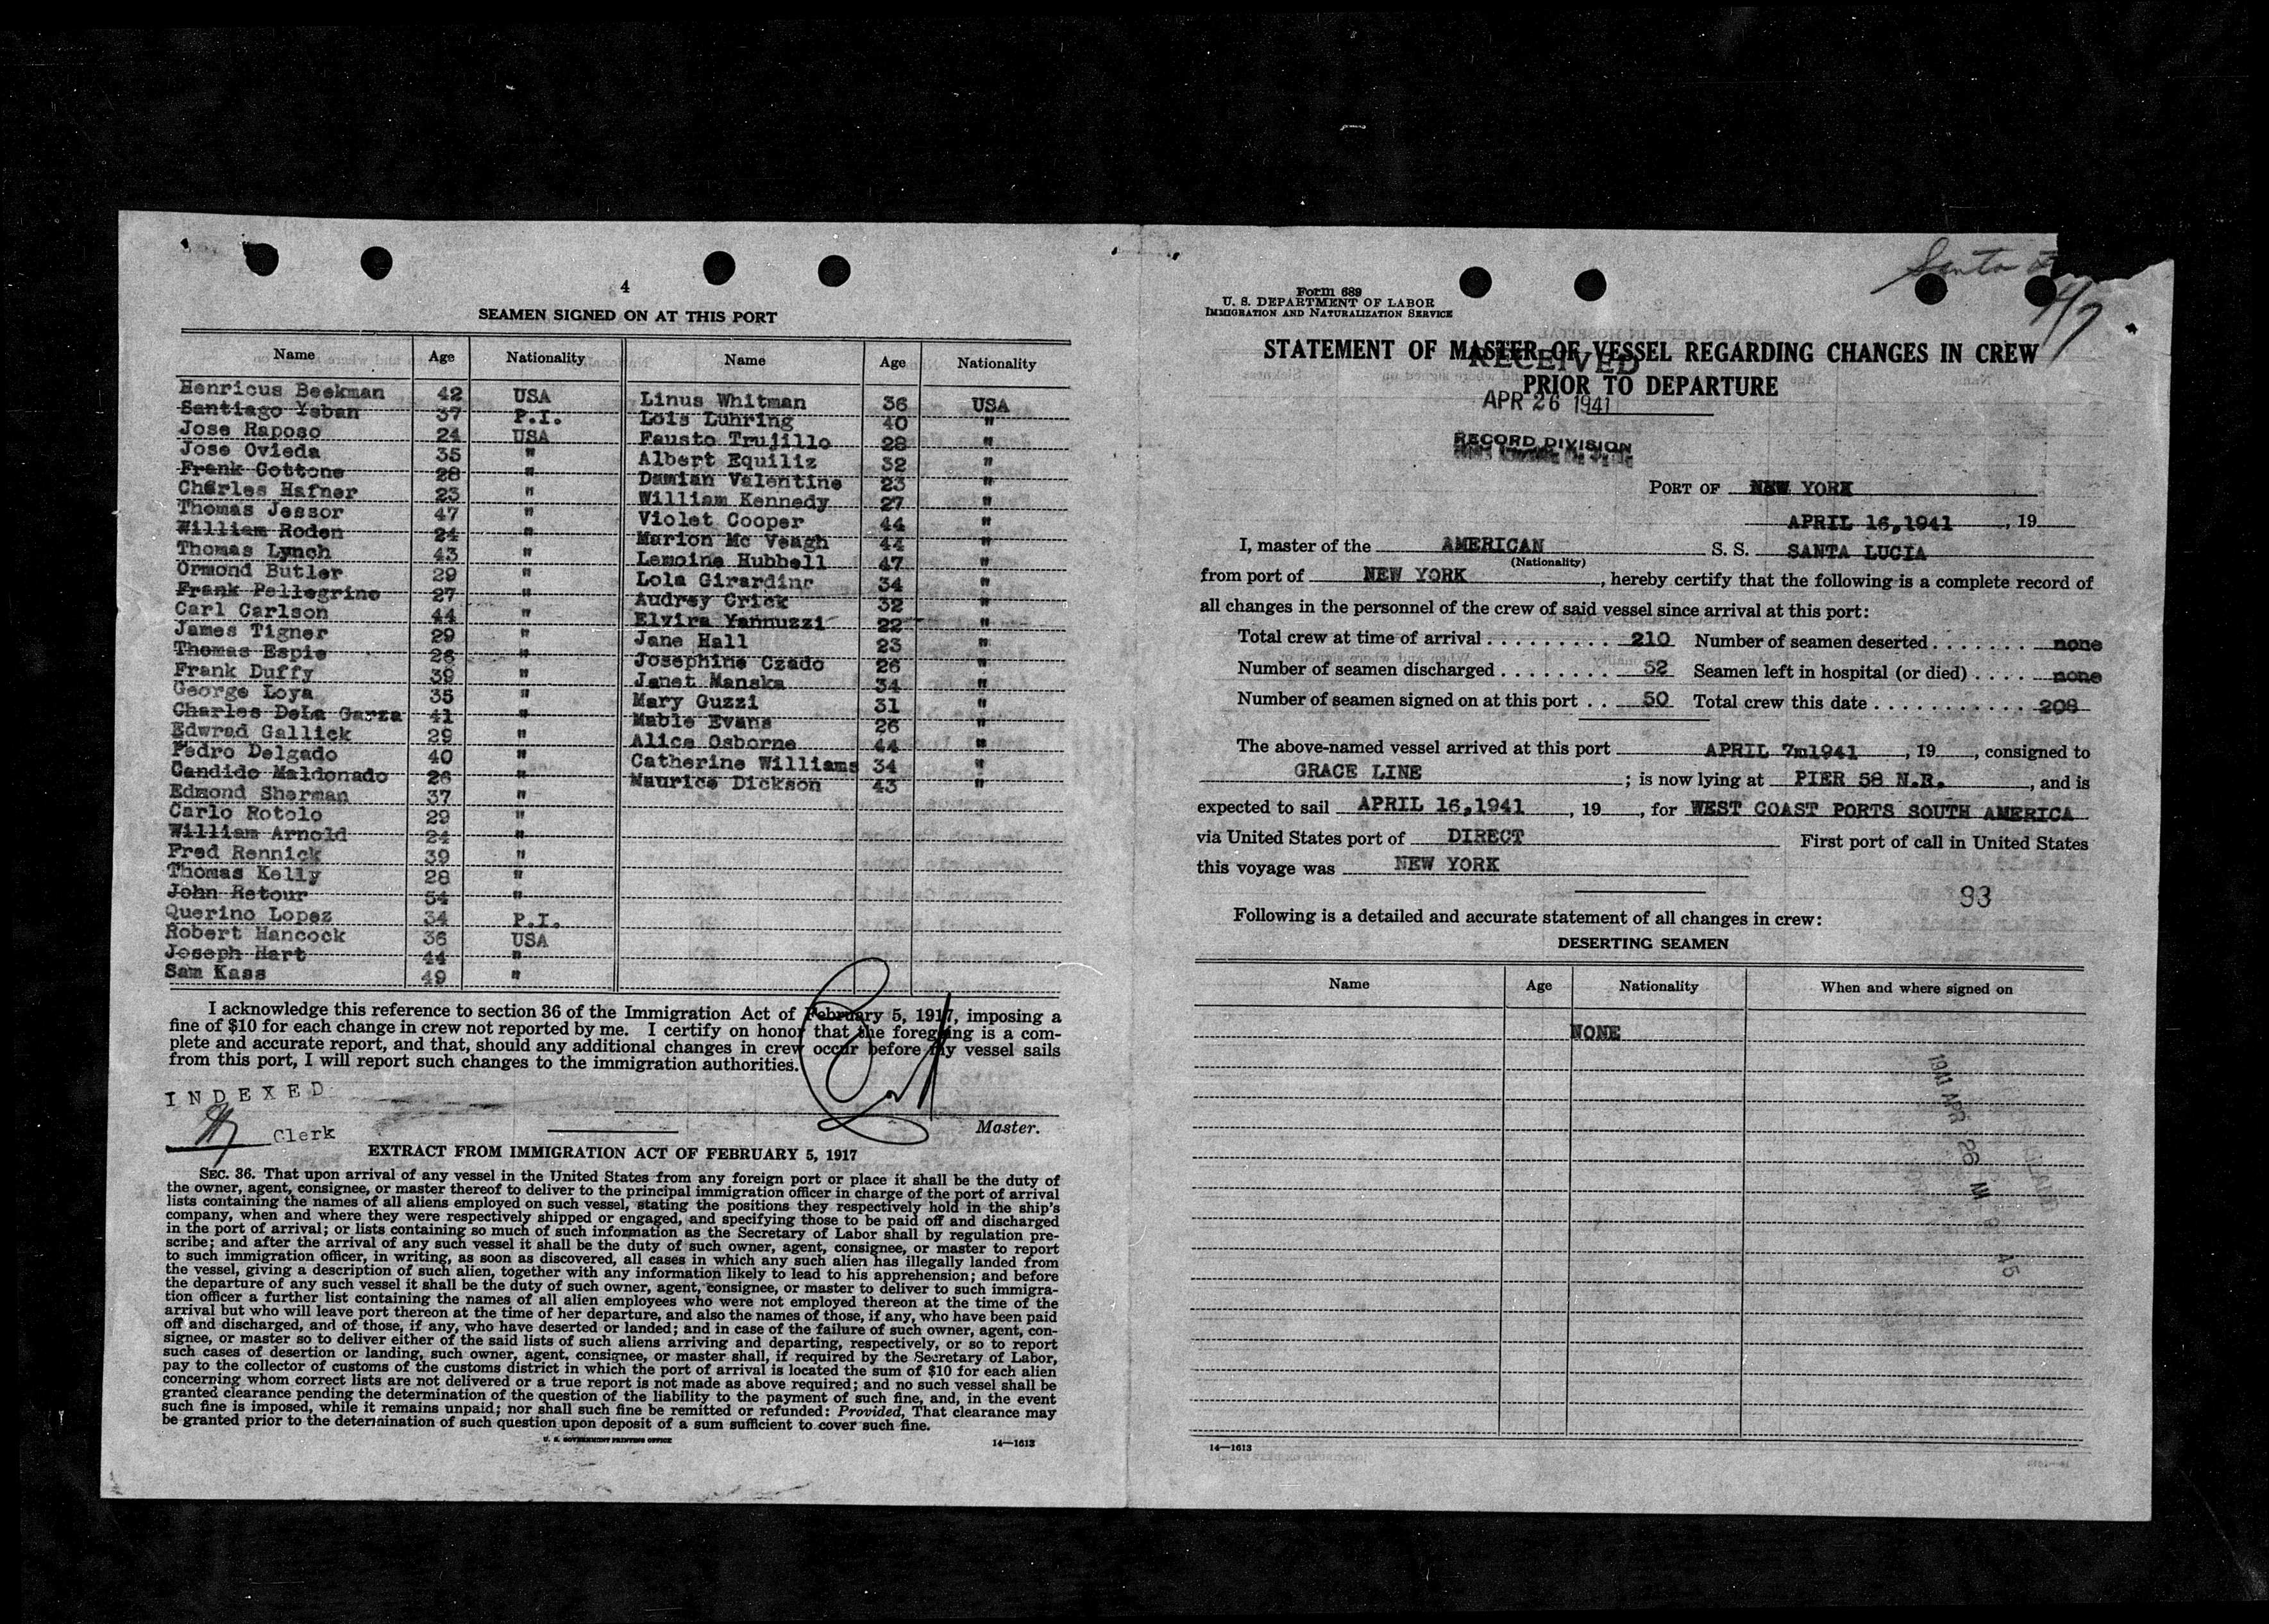 4
SEAMEN SIGNED ON AT THIS PORT
Name Age Nationality Name Age Nationality
Henricus Beekman 42 USA Linus Whitman 36 USA
Santiago Ysban 37 P.I. Lois Luhring 40 "
Jose Raposo 24 USA Fausto Trujillo 28 "
Jose Ovieda 35 " Albert Equiliz 32 "
Frank Cottone 28 " Damian Valentine 23 "
Charles Hafner 23 " William Kennedy 27 "
Thomas Jessor 47 " Violet Cooper 44 "
William Roden 24 " Marion Mc Veagh 44 "
Thomas Lynch 43 " Lemoine Hubbell 47 "
Ormond Butler 29 " Lola Girardinr 34 "
Frank Pellegrino 27 " Audrey Crick 32 "
Carl Carlson 44 " Elvira Yannuzzi 22 "
James Tigner 29 " Jane Hall 23 "
Thomas Espie 26 " Josephine Czado 26 "
Frank Duffy 39 " Janet Manska 34 "
George Loya 35 " Mary Guzzi 31 "
Charles DeLa Garza 41 " Mable Evans 26 "
Edwrad Gallick 29 " Alice Osborne 44 "
Pedro Delgado 40 " Catherine Williams 34 "
Candido Maldonado 26 " Maurice Dickson 43 "
Edmond Sherman 37 "
Carlo Rotolo 29 "
William Arnold 24 "
Fred Rennick 39 "
Thomas Kelly 28 "
John Retour 54 "
Querino Lopez 34 P.I.
Robert Hancock 36 USA
Joseph Hart 44 "
Sam Kass 49 "
I acknowledge this reference to section 36 of the Immigration Act of February 5, 1917, imposing a
fine of $10 for each change in crew not reported by me. I certify on honor that the foregoing is a com-
plete and accurate report, and that, should any additional changes in crew occur before my vessel sails
from this port, I will report such changes to the immigration authorities.
INDEXED
Clerk
Master.
EXTRACT FROM IMMIGRATION ACT OF FEBRUARY 5, 1917
SEC. 36. That upon arrival of any vessel in the United States from any foreign port or place it shall be the duty of
the owner, agent, consignee, or master thereof to deliver to the principal immigration officer in charge of the port of arrival
lists containing the names of all aliens employed on such vessel, stating the positions they respectively hold in the ship's
company, when and where they were respectively shipped or engaged, and specifying those to be paid off and discharged
in the port of arrival; or lists containing so much of such information as the Secretary of Labor shall by regulation pre-
scribe; and after the arrival of any such vessel it shall be the duty of such owner, agent, consignee, or master to report
to such immigration officer, in writing, as soon as discovered, all cases in which any such alien has illegally landed from
the vessel, giving a description of such alien, together with any information likely to lead to his apprehension; and before
the departure of any such vessel it shall be the duty of such owner, agent, consignee, or master to deliver to such immigra-
tion officer a further list containing the names of all alien employees who were not employed thereon at the time of the
arrival but who will leave port thereon at the time of her departure, and also the names of those, if any, who have been paid
off and discharged, and of those, if any, who have deserted or landed; and in case of the failure of such owner, agent, con-
signee, or master so to deliver either of the said lists of such aliens arriving and departing, respectively, or so to report
such cases of desertion or landing, such owner, agent, consignee, or master shall, if required by the Secretary of Labor,
pay to the collector of customs of the customs district in which the port of arrival is located the sum of $10 for each alien
concerning whom correct lists are not delivered or a true report is not made as above required; and no such vessel shall be
granted clearance pending the determination of the question of the liability to the payment of such fine, and, in the event
such fine is imposed, while it remains unpaid; nor shall such fine be remitted or refunded: Provided, That clearance may
be granted prior to the determination of such question upon deposit of a sum sufficient to cover such fine.
U. S. GOVERNMENT PRINTING OFFICE 14—1613
Santa
4/7
Form 689
U. S. DEPARTMENT OF LABOR
IMMIGRATION AND NATURALIZATION SERVICE
STATEMENT OF MASTER OF VESSEL REGARDING CHANGES IN CREW
PRIOR TO DEPARTURE
RECEIVED
APR 26 1941
RECORD DIVISION
PORT OF NEW YORK
APRIL 16,1941, 19
I, master of the AMERICAN S. S. SANTA LUCIA
(Nationality)
from port of NEW YORK, hereby certify that the following is a complete record of
all changes in the personnel of the crew of said vessel since arrival at this port:
Total crew at time of arrival 210 Number of seamen deserted none
Number of seamen discharged 52 Seamen left in hospital (or died) none
Number of seamen signed on at this port 50 Total crew this date 208
The above-named vessel arrived at this port APRIL 7m1941, 19, consigned to
GRACE LINE; is now lying at PIER 58 N.R., and is
expected to sail APRIL 16,1941, 19, for WEST COAST PORTS SOUTH AMERICA
via United States port of DIRECT First port of call in United States
this voyage was NEW YORK
93
Following is a detailed and accurate statement of all changes in crew:
DESERTING SEAMEN
Name Age Nationality When and where signed on
NONE
1941 APR 26 AM 45
14—1613